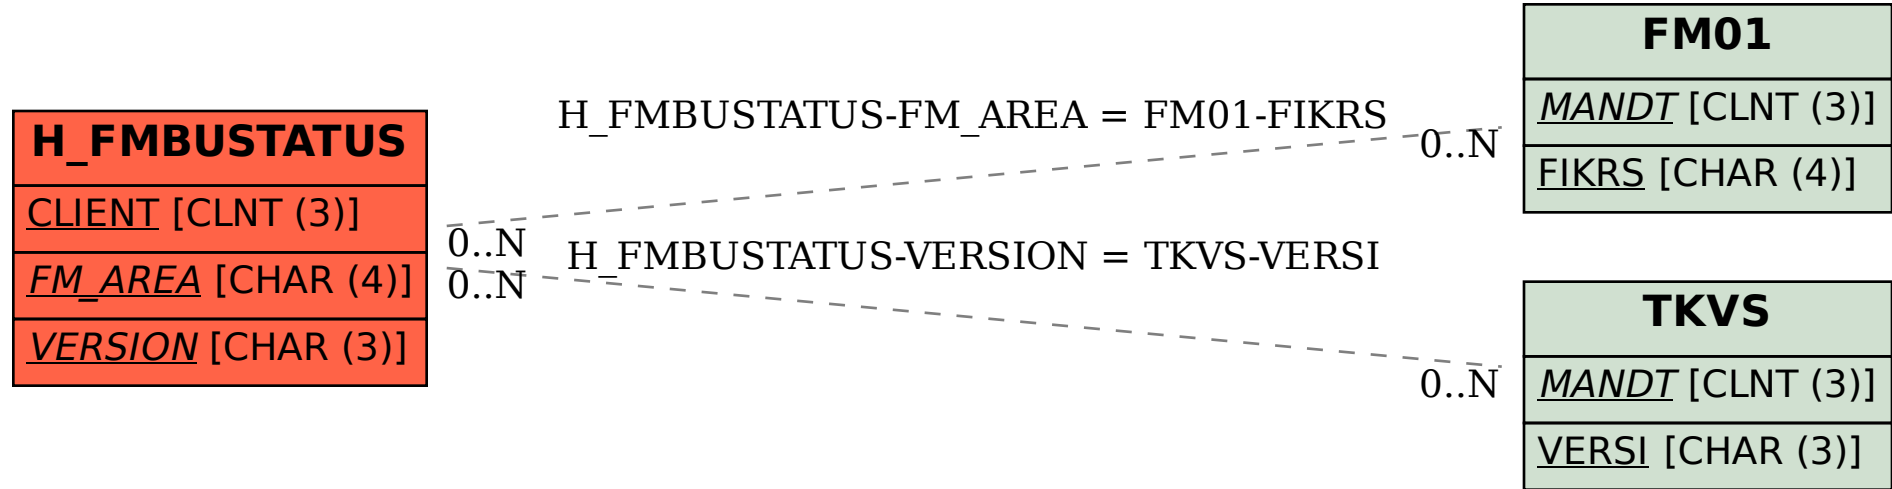 H_FMBUSTATUS
CLIENT [CLNT (3)]
FM_AREA [CHAR (4)]
VERSION [CHAR (3)]
H_FMBUSTATUS-FM_AREA = FM01-FIKRS
0..N
0..N
H_FMBUSTATUS-VERSION = TKVS-VERSI
0..N
0..N
FM01
MANDT [CLNT (3)]
FIKRS [CHAR (4)]
TKVS
MANDT [CLNT (3)]
VERSI [CHAR (3)]